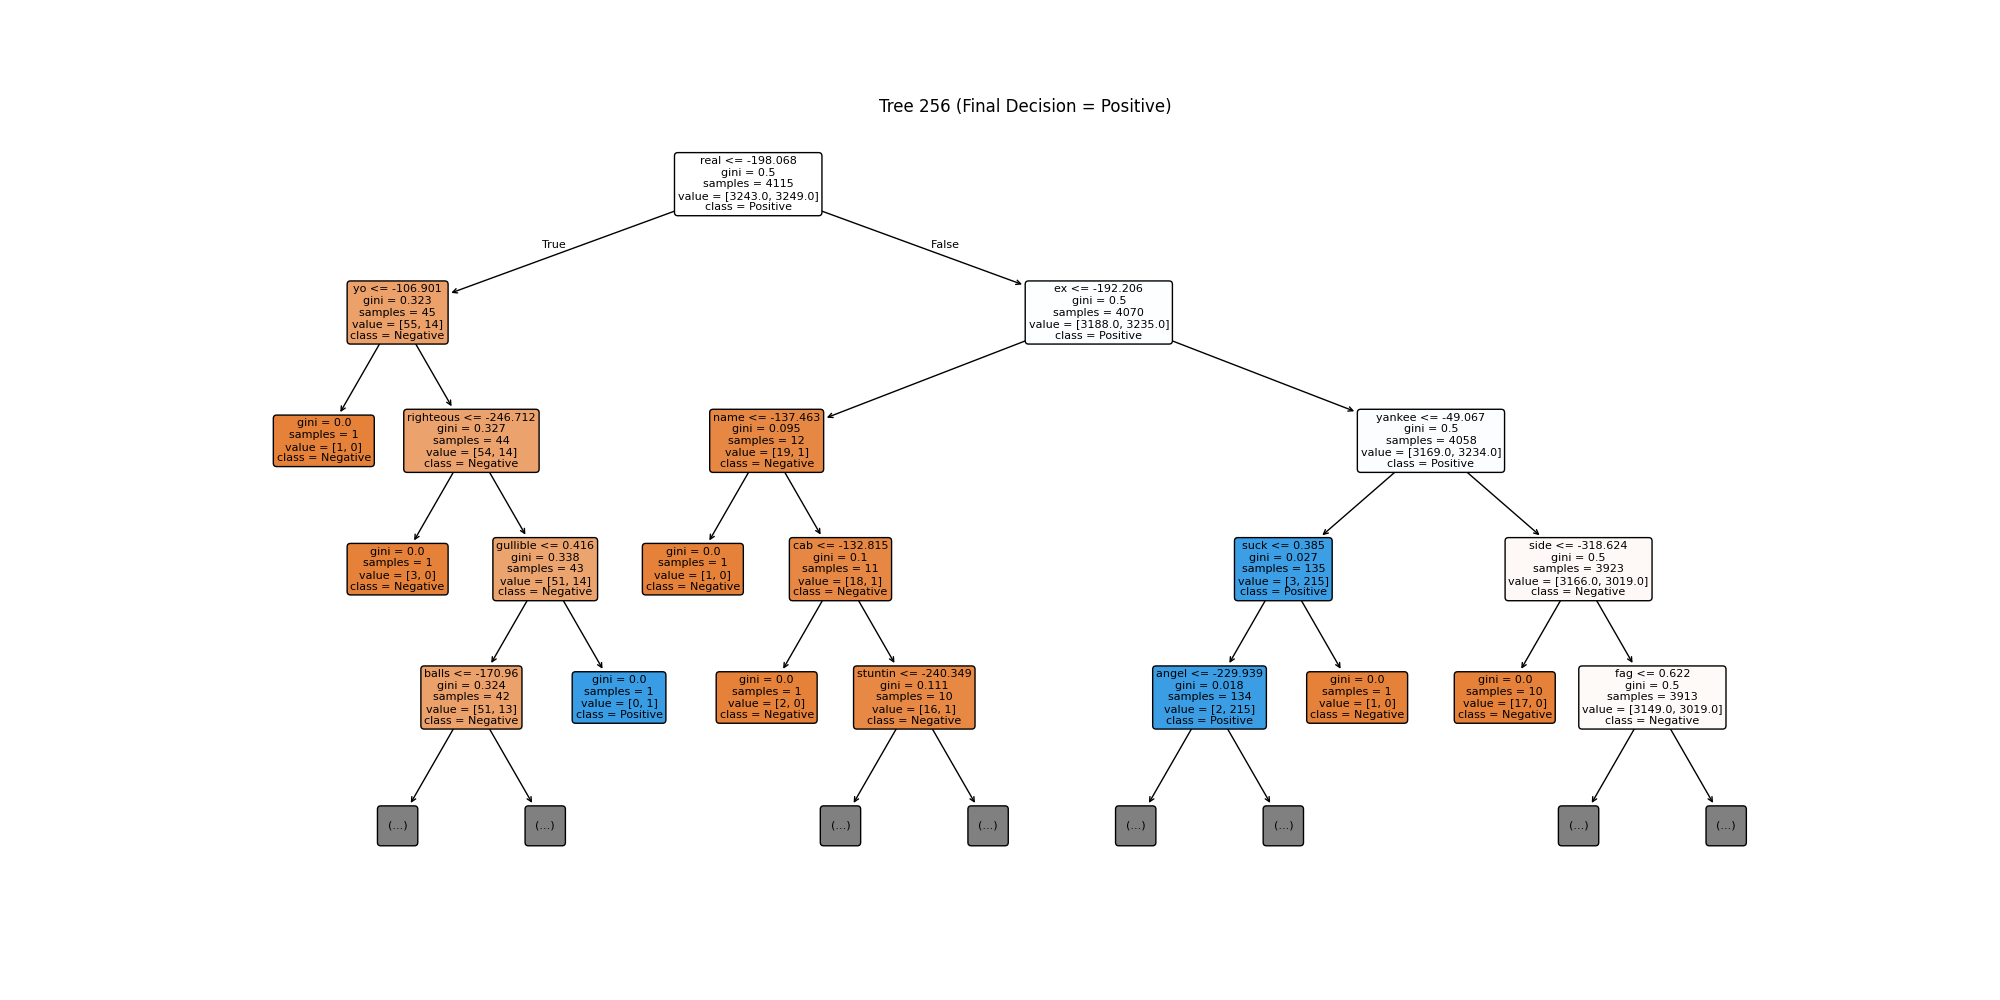 Tree 256 (Final Decision = Positive)
real <= -198.068
gini = 0.5
samples = 4115
value = [3243.0, 3249.0]
class = Positive
True
False
yo <= -106.901
gini = 0.323
samples = 45
value = [55, 14]
class = Negative
ex <= -192.206
gini = 0.5
samples = 4070
value = [3188.0, 3235.0]
class = Positive
gini = 0.0
samples = 1
value = [1, 0]
class = Negative
righteous <= -246.712
gini = 0.327
samples = 44
value = [54, 14]
class = Negative
name <= -137.463
gini = 0.095
samples = 12
value = [19, 1]
class = Negative
yankee <= -49.067
gini = 0.5
samples = 4058
value = [3169.0, 3234.0]
class = Positive
gini = 0.0
samples = 1
value = [3, 0]
class = Negative
gullible <= 0.416
gini = 0.338
samples = 43
value = [51, 14]
class = Negative
gini = 0.0
samples = 1
value = [1, 0]
class = Negative
cab <= -132.815
gini = 0.1
samples = 11
value = [18, 1]
class = Negative
suck <= 0.385
gini = 0.027
samples = 135
value = [3, 215]
class = Positive
side <= -318.624
gini = 0.5
samples = 3923
value = [3166.0, 3019.0]
class = Negative
balls <= -170.96
gini = 0.324
samples = 42
value = [51, 13]
class = Negative
gini = 0.0
samples = 1
value = [0, 1]
class = Positive
gini = 0.0
samples = 1
value = [2, 0]
class = Negative
stuntin <= -240.349
gini = 0.111
samples = 10
value = [16, 1]
class = Negative
angel <= -229.939
gini = 0.018
samples = 134
value = [2, 215]
class = Positive
gini = 0.0
samples = 1
value = [1, 0]
class = Negative
gini = 0.0
samples = 10
value = [17, 0]
class = Negative
fag <= 0.622
gini = 0.5
samples = 3913
value = [3149.0, 3019.0]
class = Negative
(...)
(...)
(...)
(...)
(...)
(...)
(...)
(...)